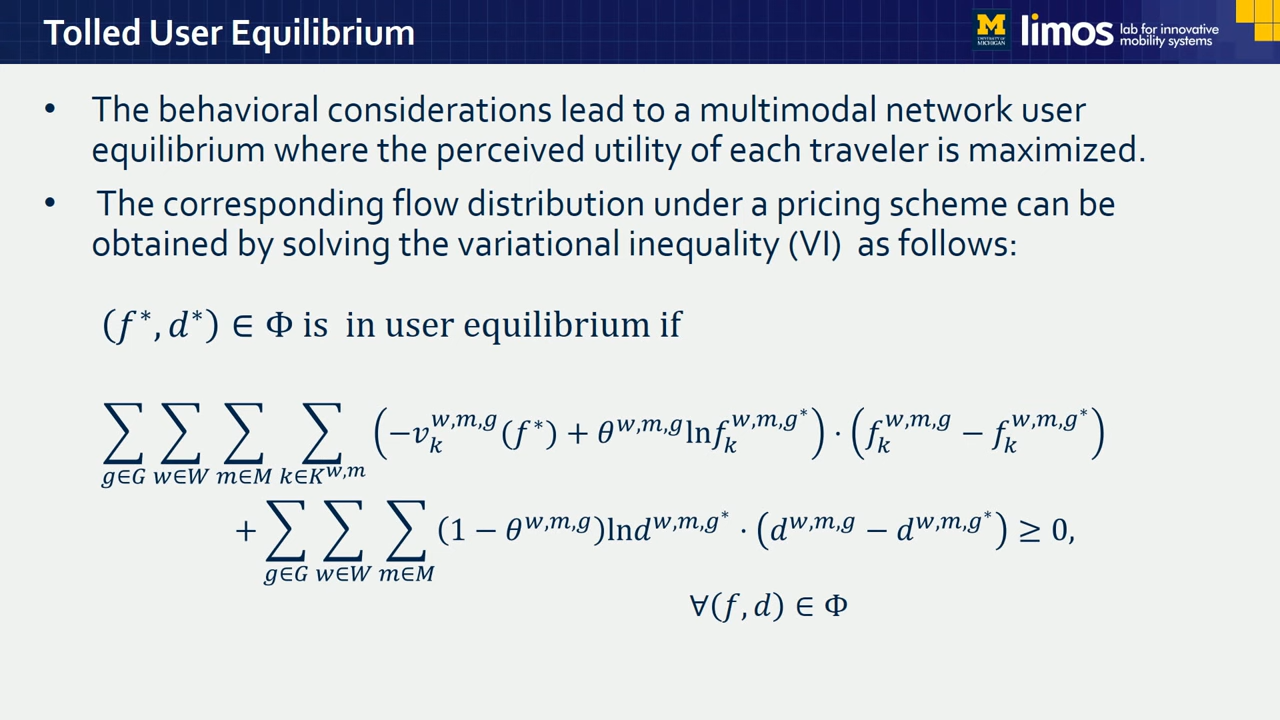 Tolled User Equilibrium
M
UNIVERSITY OF
MICHIGAN
limos
lab for innovative
mobility systems
• The behavioral considerations lead to a multimodal network user
equilibrium where the perceived utility of each traveler is maximized.
• The corresponding flow distribution under a pricing scheme can be
obtained by solving the variational inequality (VI) as follows:
(f*, d*) ∈ Φ is in user equilibrium if
∑_{g∈G} ∑_{w∈W} ∑_{m∈M} ∑_{k∈K^{w,m}} (−v_k^{w,m,g}(f*) + θ^{w,m,g} ln f_k^{w,m,g*}) · (f_k^{w,m,g} − f_k^{w,m,g*})
+ ∑_{g∈G} ∑_{w∈W} ∑_{m∈M} (1 − θ^{w,m,g}) ln d^{w,m,g*} · (d^{w,m,g} − d^{w,m,g*}) ≥ 0,
∀(f, d) ∈ Φ